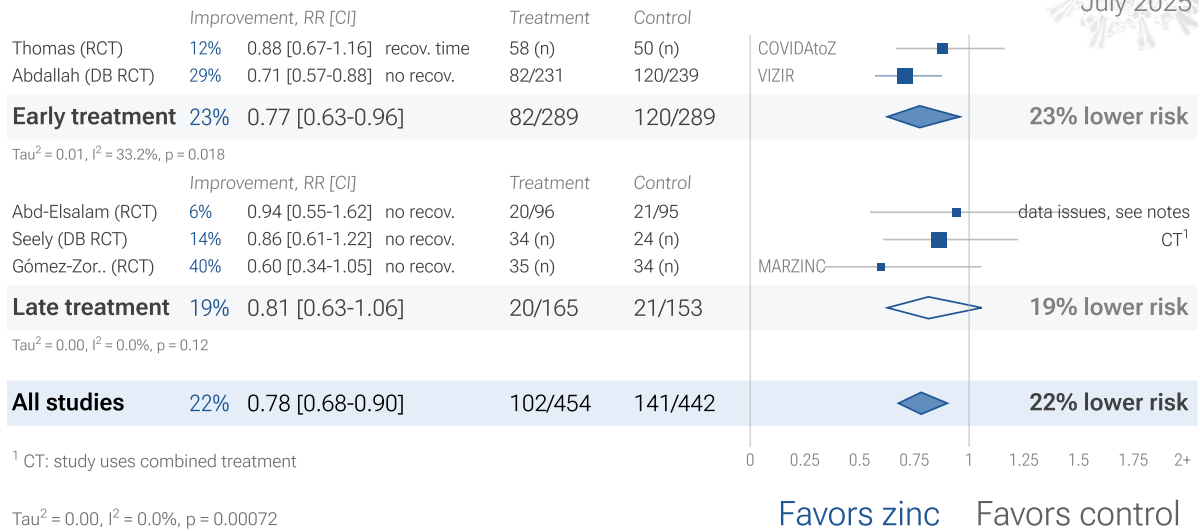 July 2025
Improvement, RR [CI] Treatment Control
Thomas (RCT) 12% 0.88 [0.67-1.16] recov. time 58 (n) 50 (n) COVIDAtoZ
Abdallah (DB RCT) 29% 0.71 [0.57-0.88] no recov. 82/231 120/239 VIZIR
Early treatment 23% 0.77 [0.63-0.96] 82/289 120/289 23% lower risk
Tau² = 0.01, I² = 33.2%, p = 0.018
Improvement, RR [CI] Treatment Control
Abd-Elsalam (RCT) 6% 0.94 [0.55-1.62] no recov. 20/96 21/95 data issues, see notes
Seely (DB RCT) 14% 0.86 [0.61-1.22] no recov. 34 (n) 24 (n) CT¹
Gómez-Zor.. (RCT) 40% 0.60 [0.34-1.05] no recov. 35 (n) 34 (n) MARZINC
Late treatment 19% 0.81 [0.63-1.06] 20/165 21/153 19% lower risk
Tau² = 0.00, I² = 0.0%, p = 0.12
All studies 22% 0.78 [0.68-0.90] 102/454 141/442 22% lower risk
¹ CT: study uses combined treatment
0 0.25 0.5 0.75 1 1.25 1.5 1.75 2+
Tau² = 0.00, I² = 0.0%, p = 0.00072
Favors zinc Favors control